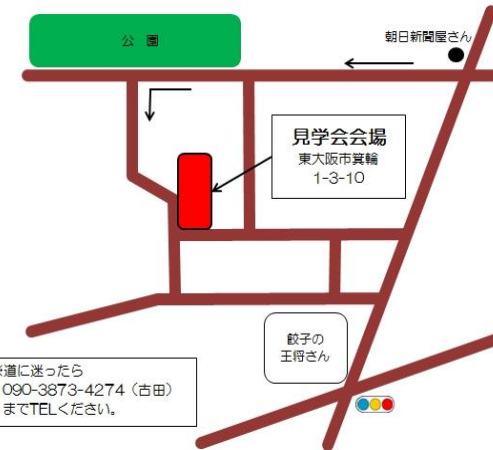 公　園
朝日新聞屋さん
見学会会場
東大阪市箕輪
1-3-10
餃子の
王将さん
道に迷ったら
090-3873-4274（古田）
までTELください。